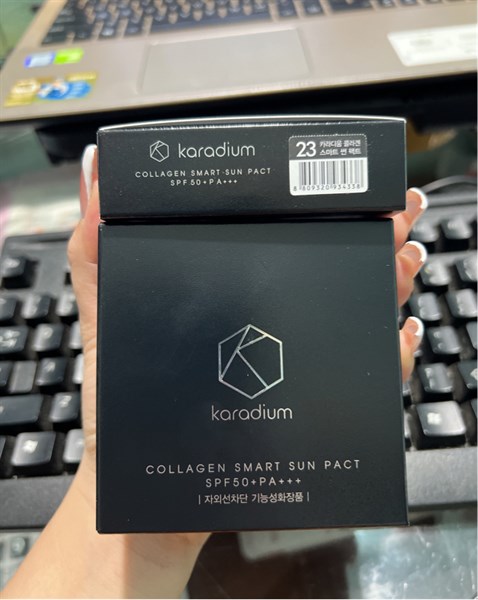 karadium
COLLAGEN SMART·SUN PACT
SPF50+PA+++
23 카라디움 콜라겐
스마트 썬 팩트
8809320934338
karadium
COLLAGEN SMART SUN PACT
SPF50+PA+++
| 자외선차단 기능성화장품 |